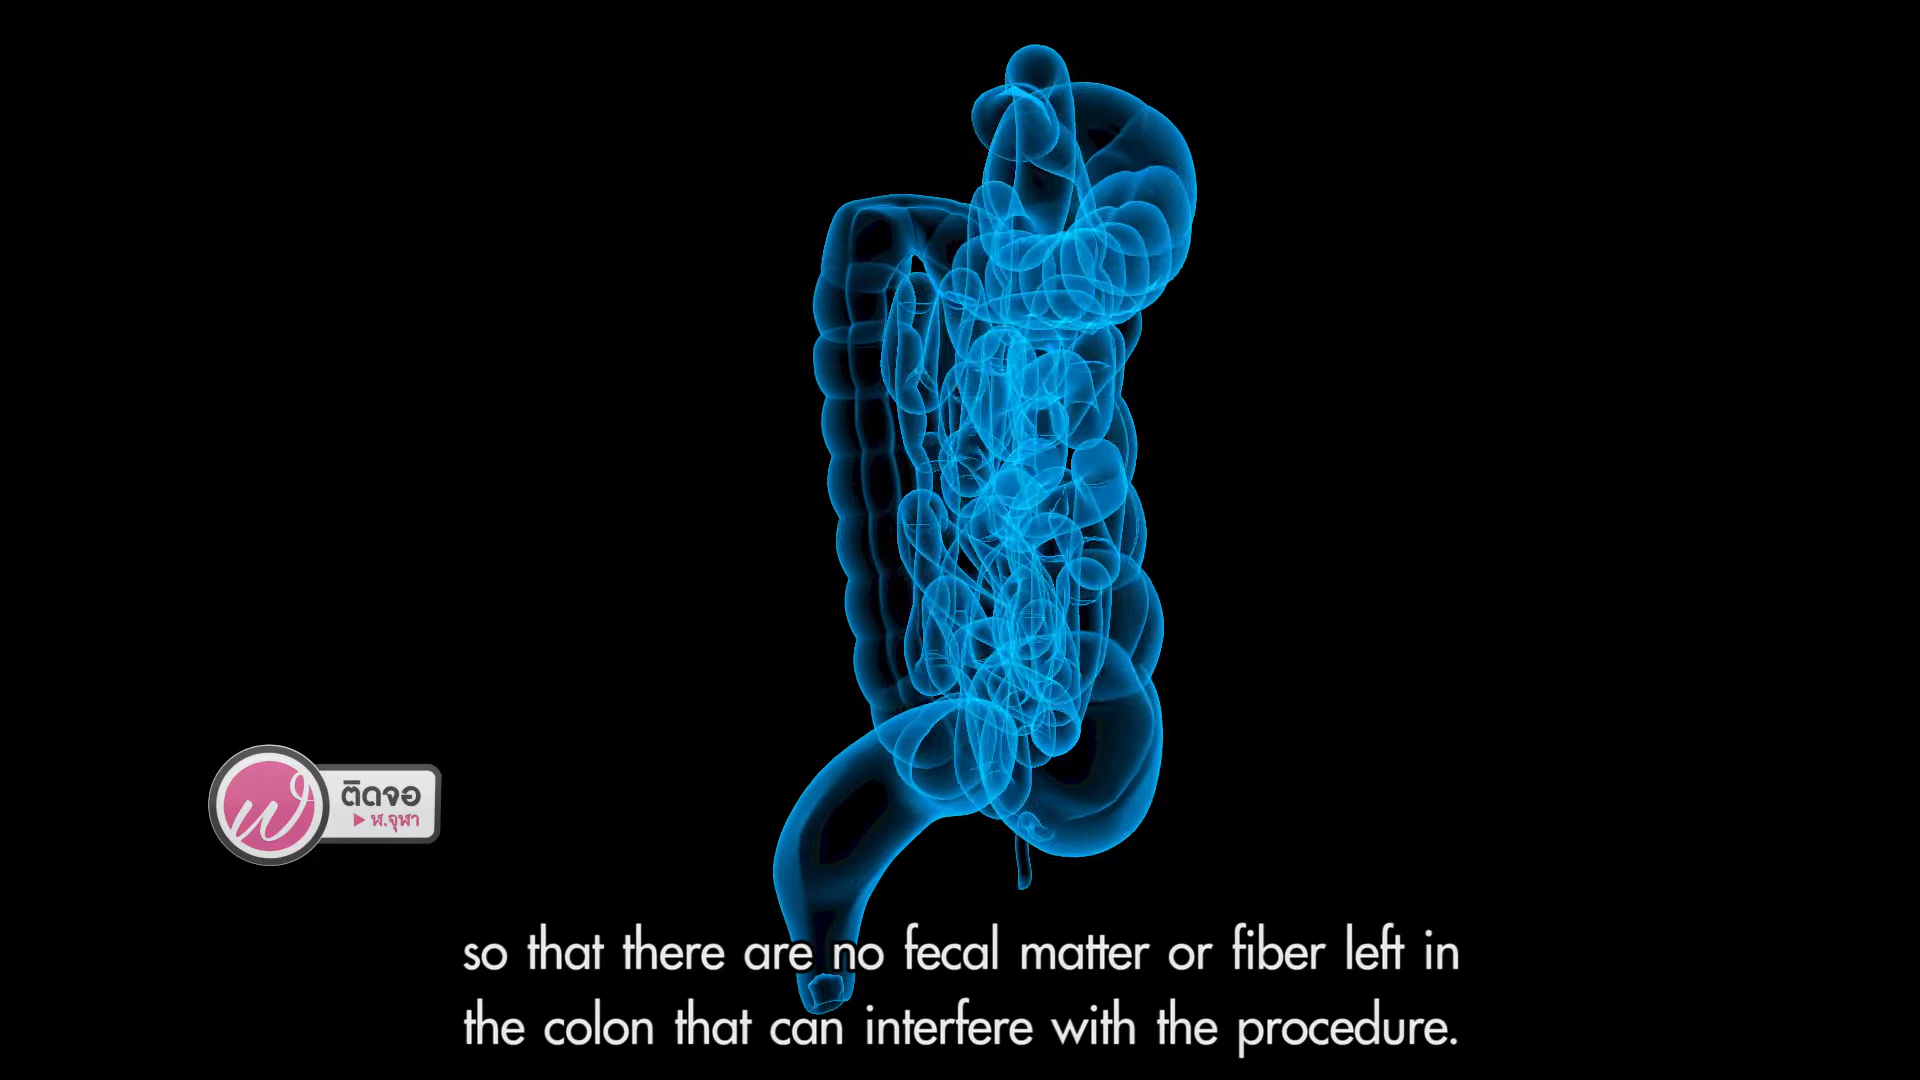 ติดจอ
ฬ.จุฬา
so that there are no fecal matter or fiber left in
the colon that can interfere with the procedure.